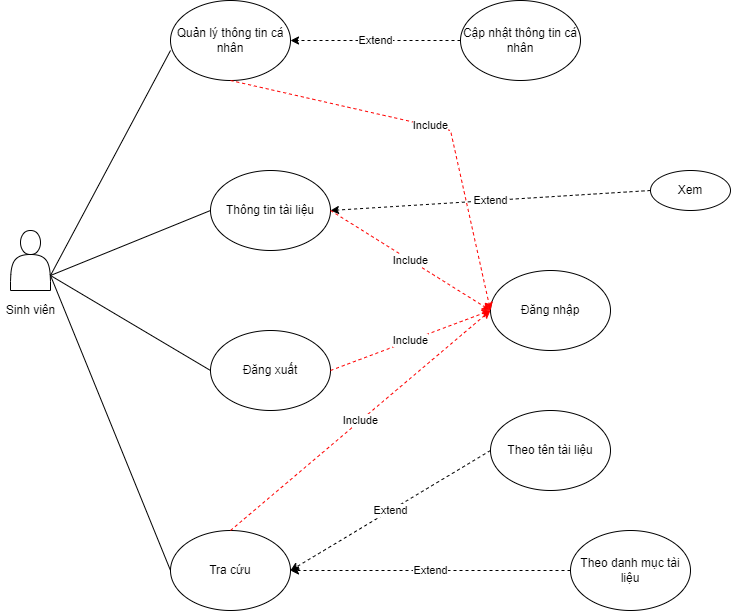 Quản lý thông tin cá
nhân
Extend
Cập nhật thông tin cá
nhân
Include
Thông tin tài liệu
Extend
Xem
Include
Sinh viên
Đăng nhập
Đăng xuất
Include
Include
Theo tên tài liệu
Extend
Tra cứu
Extend
Theo danh mục tài
liệu